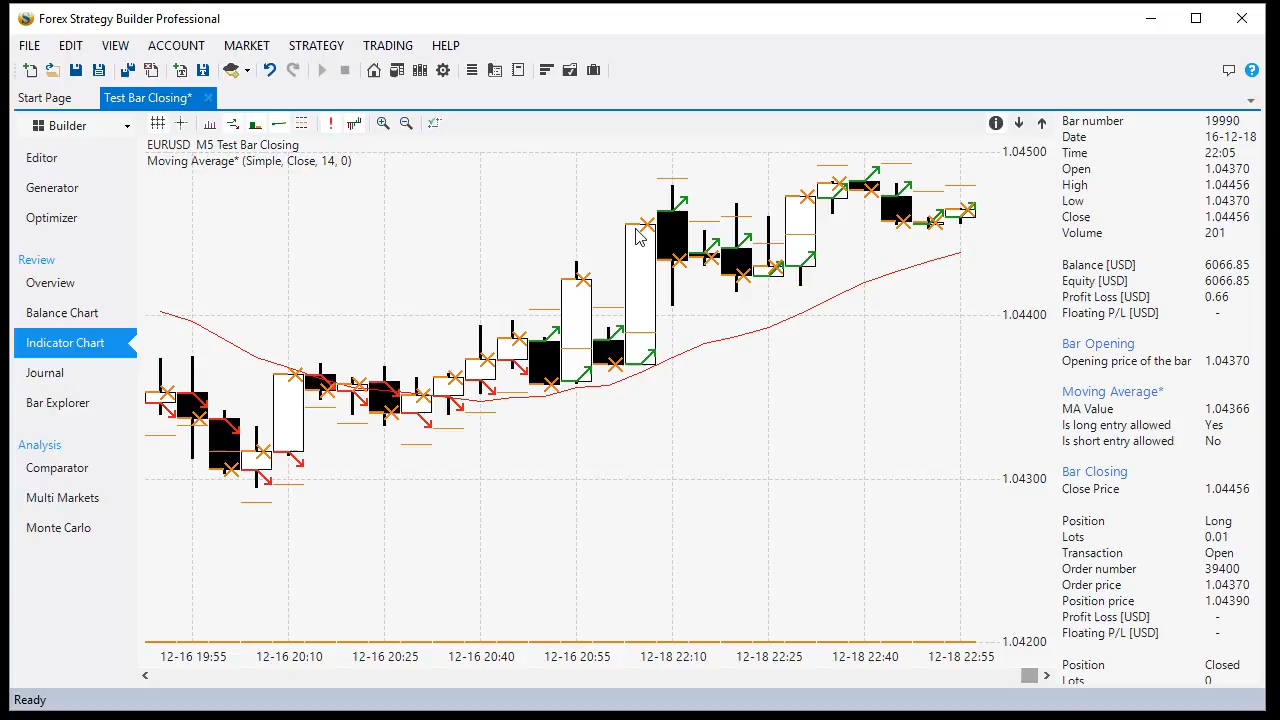 Forex Strategy Builder Professional
FILE EDIT VIEW ACCOUNT MARKET STRATEGY TRADING HELP
Start Page Test Bar Closing*
Builder
Editor
Generator
Optimizer
Review
Overview
Balance Chart
Indicator Chart
Journal
Bar Explorer
Analysis
Comparator
Multi Markets
Monte Carlo
EURUSD M5 Test Bar Closing
Moving Average* (Simple, Close, 14, 0)
1.04500
1.04400
1.04300
1.04200
12-16 19:55 12-16 20:10 12-16 20:25 12-16 20:40 12-16 20:55 12-18 22:10 12-18 22:25 12-18 22:40 12-18 22:55
Bar number 19990
Date 16-12-18
Time 22:05
Open 1.04370
High 1.04456
Low 1.04370
Close 1.04456
Volume 201
Balance [USD] 6066.85
Equity [USD] 6066.85
Profit Loss [USD] 0.66
Floating P/L [USD] -
Bar Opening
Opening price of the bar 1.04370
Moving Average*
MA Value 1.04366
Is long entry allowed Yes
Is short entry allowed No
Bar Closing
Close Price 1.04456
Position Long
Lots 0.01
Transaction Open
Order number 39400
Order price 1.04370
Position price 1.04390
Profit Loss [USD] -
Floating P/L [USD] -
Position Closed
Lots 0
Ready